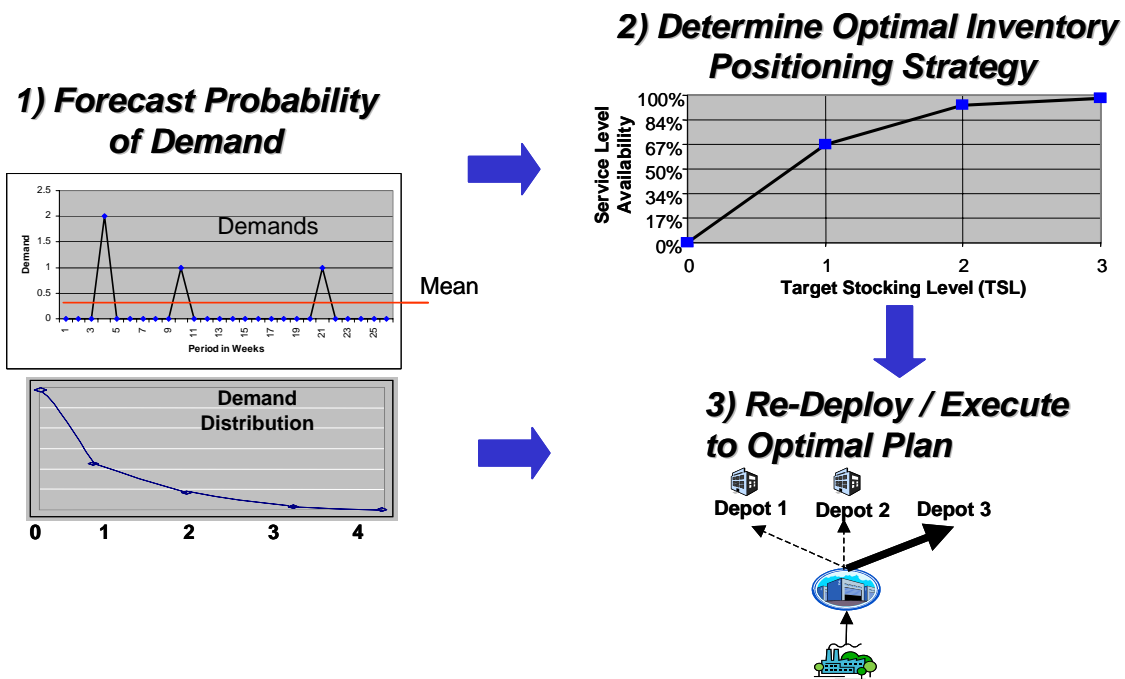 1) Forecast Probability
of Demand
2.5
2
1.5
1
0.5
0
Demand
Demands
Mean
1
3
5
7
9
11
13
15
17
19
21
23
25
Period in Weeks
Demand
Distribution
0 1 2 3 4
2) Determine Optimal Inventory
Positioning Strategy
Service Level
Availability
100%
84%
67%
50%
34%
17%
0%
0 1 2 3
Target Stocking Level (TSL)
3) Re-Deploy / Execute
to Optimal Plan
Depot 1 Depot 2 Depot 3